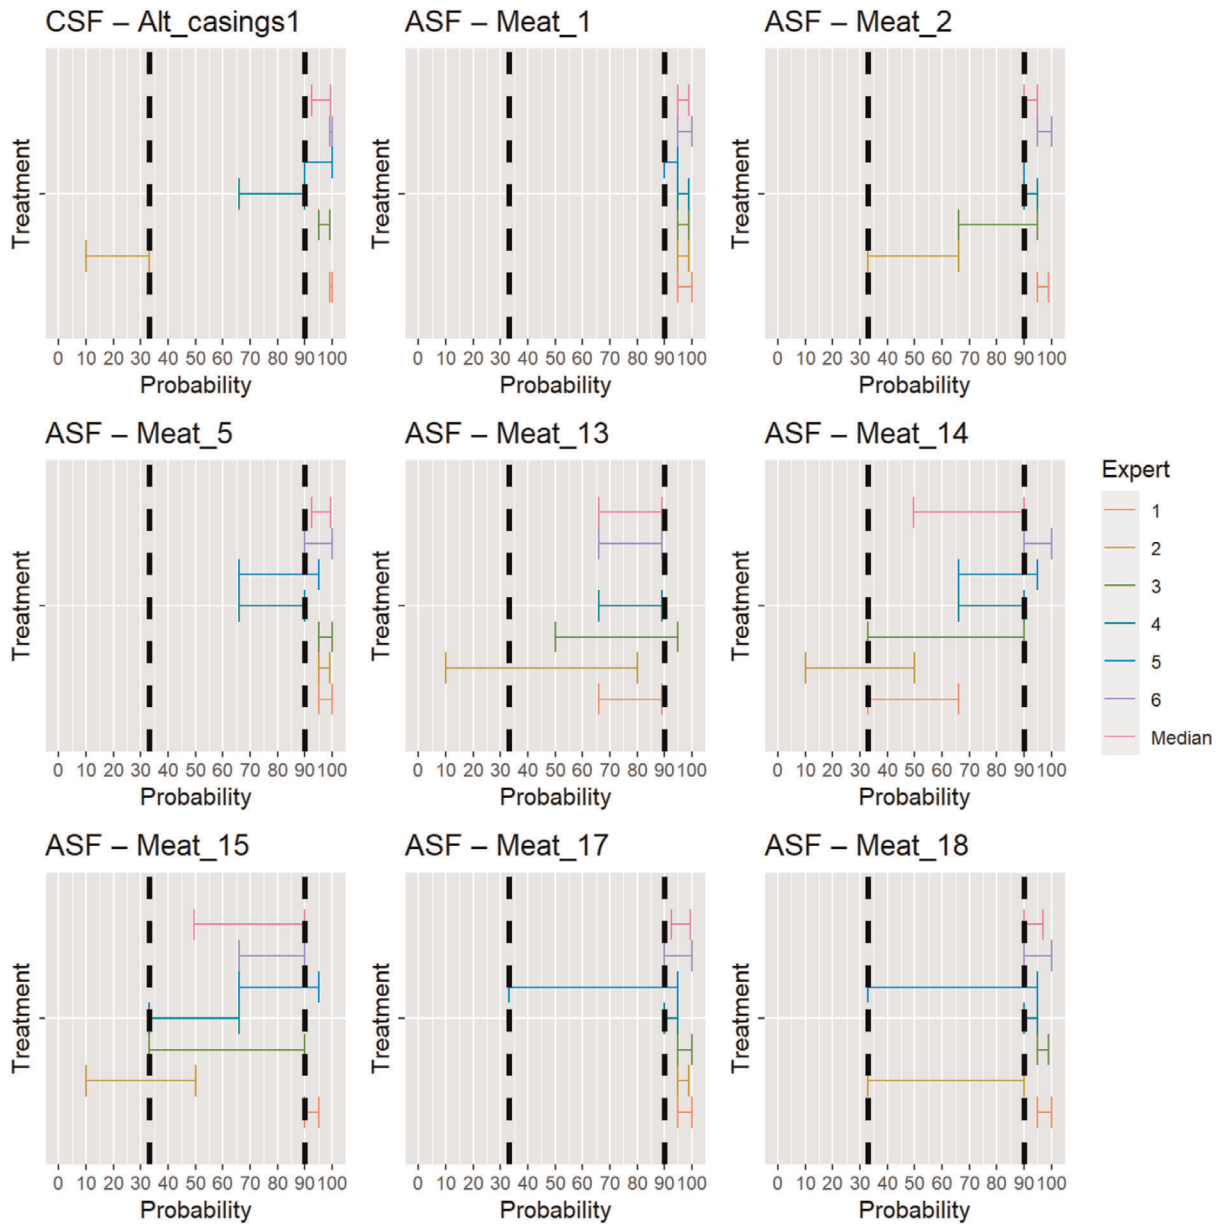 CSF – Alt_casings1
ASF – Meat_1
ASF – Meat_2
Treatment
Treatment
Treatment
0 10 20 30 40 50 60 70 80 90 100
0 10 20 30 40 50 60 70 80 90 100
0 10 20 30 40 50 60 70 80 90 100
Probability
Probability
Probability
ASF – Meat_5
ASF – Meat_13
ASF – Meat_14
Treatment
Treatment
Treatment
0 10 20 30 40 50 60 70 80 90 100
0 10 20 30 40 50 60 70 80 90 100
0 10 20 30 40 50 60 70 80 90 100
Probability
Probability
Probability
Expert
1
2
3
4
5
6
Median
ASF – Meat_15
ASF – Meat_17
ASF – Meat_18
Treatment
Treatment
Treatment
0 10 20 30 40 50 60 70 80 90 100
0 10 20 30 40 50 60 70 80 90 100
0 10 20 30 40 50 60 70 80 90 100
Probability
Probability
Probability